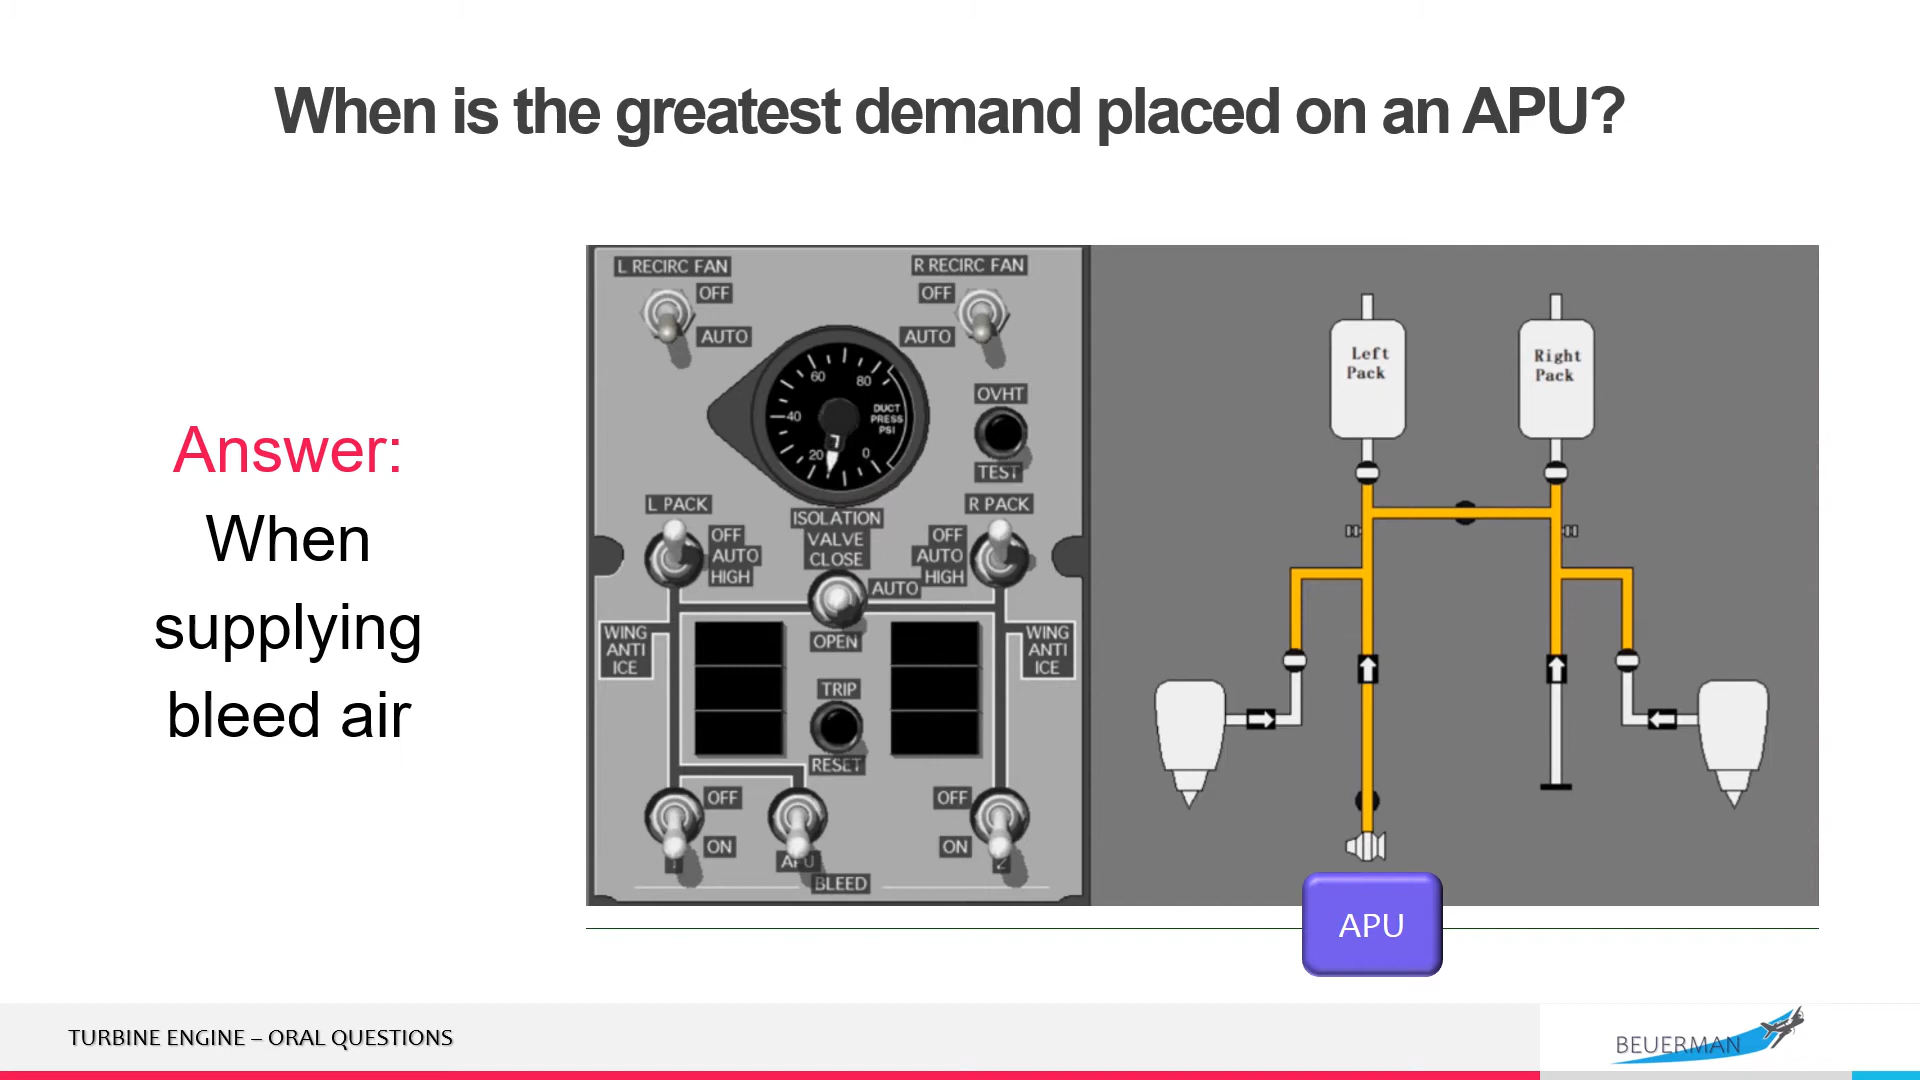 When is the greatest demand placed on an APU?
Answer:
When
supplying
bleed air
L RECIRC FAN
OFF
AUTO
R RECIRC FAN
OFF
AUTO
60
80
40
20
0
DUCT
PRESS
PSI
L
OVHT
TEST
L PACK
OFF
AUTO
HIGH
ISOLATION
VALVE
CLOSE
AUTO
OPEN
R PACK
OFF
AUTO
HIGH
WING
ANTI
ICE
WING
ANTI
ICE
TRIP
RESET
OFF
ON
1
APU
BLEED
OFF
ON
2
Left
Pack
Right
Pack
APU
TURBINE ENGINE – ORAL QUESTIONS
BEUERMAN